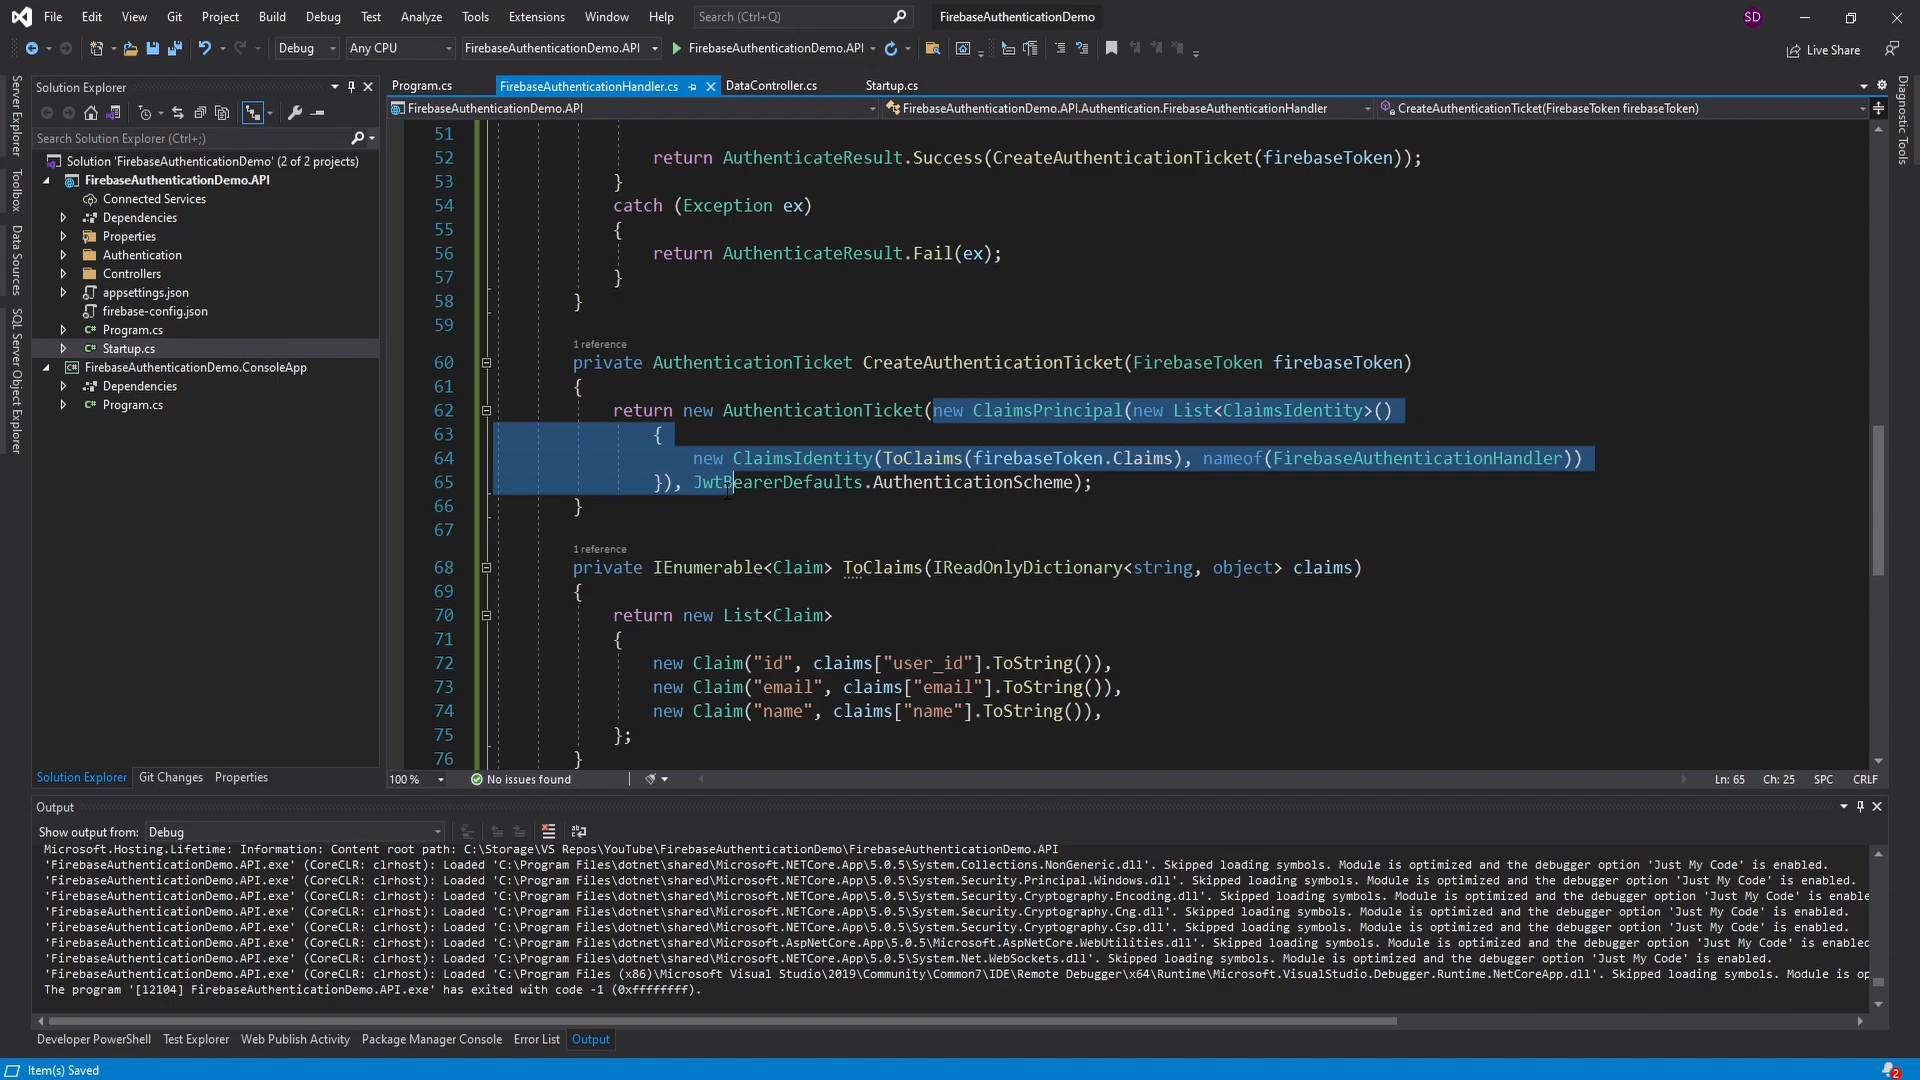 File Edit View Git Project Build Debug Test Analyze Tools Extensions Window Help Search (Ctrl+Q) FirebaseAuthenticationDemo SD
Debug Any CPU FirebaseAuthenticationDemo.API FirebaseAuthenticationDemo.API Live Share
Server Explorer
Toolbox
Data Sources
SQL Server Object Explorer
Solution Explorer
Search Solution Explorer (Ctrl+;)
Solution 'FirebaseAuthenticationDemo' (2 of 2 projects)
FirebaseAuthenticationDemo.API
Connected Services
Dependencies
Properties
Authentication
Controllers
appsettings.json
firebase-config.json
C# Program.cs
C# Startup.cs
C# FirebaseAuthenticationDemo.ConsoleApp
Dependencies
C# Program.cs
Solution Explorer Git Changes Properties
Program.cs FirebaseAuthenticationHandler.cs DataController.cs Startup.cs
FirebaseAuthenticationDemo.API FirebaseAuthenticationDemo.API.Authentication.FirebaseAuthenticationHandler CreateAuthenticationTicket(FirebaseToken firebaseToken)
51
52 return AuthenticateResult.Success(CreateAuthenticationTicket(firebaseToken));
53 }
54 catch (Exception ex)
55 {
56 return AuthenticateResult.Fail(ex);
57 }
58 }
59
1 reference
60 private AuthenticationTicket CreateAuthenticationTicket(FirebaseToken firebaseToken)
61 {
62 return new AuthenticationTicket(new ClaimsPrincipal(new List<ClaimsIdentity>()
63 {
64 new ClaimsIdentity(ToClaims(firebaseToken.Claims), nameof(FirebaseAuthenticationHandler))
65 }), JwtBearerDefaults.AuthenticationScheme);
66 }
67
1 reference
68 private IEnumerable<Claim> ToClaims(IReadOnlyDictionary<string, object> claims)
69 {
70 return new List<Claim>
71 {
72 new Claim("id", claims["user_id"].ToString()),
73 new Claim("email", claims["email"].ToString()),
74 new Claim("name", claims["name"].ToString()),
75 };
76 }
100 % No issues found Ln: 65 Ch: 25 SPC CRLF
Diagnostic Tools
Output
Show output from: Debug
Microsoft.Hosting.Lifetime: Information: Content root path: C:\Storage\VS Repos\YouTube\FirebaseAuthenticationDemo\FirebaseAuthenticationDemo.API
'FirebaseAuthenticationDemo.API.exe' (CoreCLR: clrhost): Loaded 'C:\Program Files\dotnet\shared\Microsoft.NETCore.App\5.0.5\System.Collections.NonGeneric.dll'. Skipped loading symbols. Module is optimized and the debugger option 'Just My Code' is enabled.
'FirebaseAuthenticationDemo.API.exe' (CoreCLR: clrhost): Loaded 'C:\Program Files\dotnet\shared\Microsoft.NETCore.App\5.0.5\System.Security.Principal.Windows.dll'. Skipped loading symbols. Module is optimized and the debugger option 'Just My Code' is enabled.
'FirebaseAuthenticationDemo.API.exe' (CoreCLR: clrhost): Loaded 'C:\Program Files\dotnet\shared\Microsoft.NETCore.App\5.0.5\System.Security.Cryptography.Encoding.dll'. Skipped loading symbols. Module is optimized and the debugger option 'Just My Code' is enable
'FirebaseAuthenticationDemo.API.exe' (CoreCLR: clrhost): Loaded 'C:\Program Files\dotnet\shared\Microsoft.NETCore.App\5.0.5\System.Security.Cryptography.Cng.dll'. Skipped loading symbols. Module is optimized and the debugger option 'Just My Code' is enabled.
'FirebaseAuthenticationDemo.API.exe' (CoreCLR: clrhost): Loaded 'C:\Program Files\dotnet\shared\Microsoft.NETCore.App\5.0.5\System.Security.Cryptography.Csp.dll'. Skipped loading symbols. Module is optimized and the debugger option 'Just My Code' is enabled.
'FirebaseAuthenticationDemo.API.exe' (CoreCLR: clrhost): Loaded 'C:\Program Files\dotnet\shared\Microsoft.AspNetCore.App\5.0.5\Microsoft.AspNetCore.WebUtilities.dll'. Skipped loading symbols. Module is optimized and the debugger option 'Just My Code' is enabled
'FirebaseAuthenticationDemo.API.exe' (CoreCLR: clrhost): Loaded 'C:\Program Files\dotnet\shared\Microsoft.NETCore.App\5.0.5\System.Net.WebSockets.dll'. Skipped loading symbols. Module is optimized and the debugger option 'Just My Code' is enabled.
'FirebaseAuthenticationDemo.API.exe' (CoreCLR: clrhost): Loaded 'C:\Program Files (x86)\Microsoft Visual Studio\2019\Community\Common7\IDE\Remote Debugger\x64\Runtime\Microsoft.VisualStudio.Debugger.Runtime.NetCoreApp.dll'. Skipped loading symbols. Module is op
The program '[12104] FirebaseAuthenticationDemo.API.exe' has exited with code -1 (0xffffffff).
Developer PowerShell Test Explorer Web Publish Activity Package Manager Console Error List Output
Item(s) Saved 2